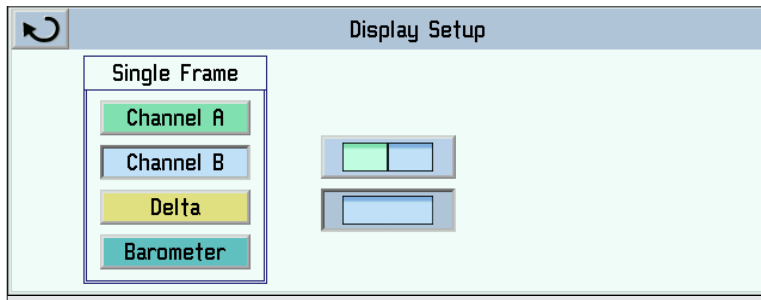 Display Setup
Single Frame
Channel A
Channel B
Delta
Barometer